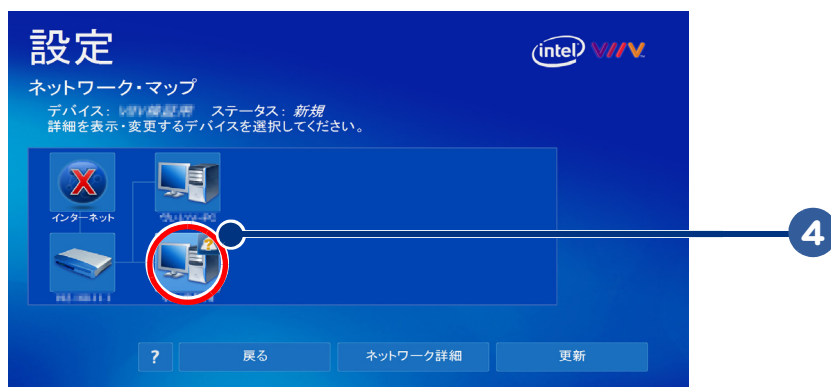 設定
intel VIIV
ネットワーク・マップ
デバイス： ステータス： 新規
詳細を表示・変更するデバイスを選択してください。
インターネット
4
?
戻る
ネットワーク詳細
更新